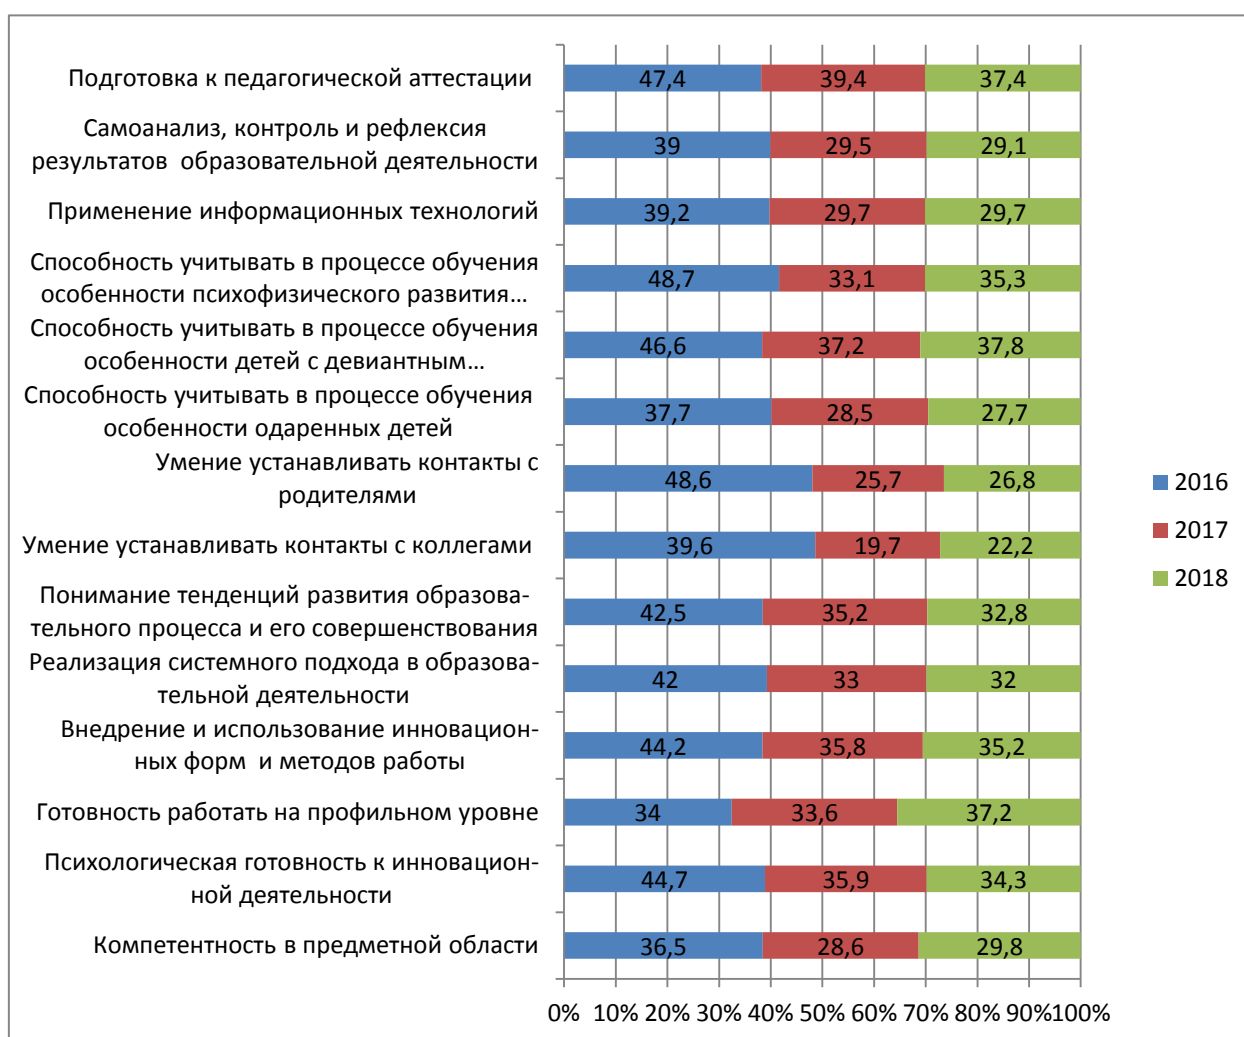 Подготовка к педагогической аттестации
47,4 39,4 37,4
Самоанализ, контроль и рефлексия
результатов образовательной деятельности
39 29,5 29,1
Применение информационных технологий
39,2 29,7 29,7
Способность учитывать в процессе обучения
особенности психофизического развития...
48,7 33,1 35,3
Способность учитывать в процессе обучения
особенности детей с девиантным...
46,6 37,2 37,8
Способность учитывать в процессе обучения
особенности одаренных детей
37,7 28,5 27,7
Умение устанавливать контакты с
родителями
48,6 25,7 26,8
Умение устанавливать контакты с коллегами
39,6 19,7 22,2
Понимание тенденций развития образова-
тельного процесса и его совершенствования
42,5 35,2 32,8
Реализация системного подхода в образова-
тельной деятельности
42 33 32
Внедрение и использование инновацион-
ных форм и методов работы
44,2 35,8 35,2
Готовность работать на профильном уровне
34 33,6 37,2
Психологическая готовность к инновацион-
ной деятельности
44,7 35,9 34,3
Компетентность в предметной области
36,5 28,6 29,8
0% 10% 20% 30% 40% 50% 60% 70% 80% 90% 100%
2016
2017
2018